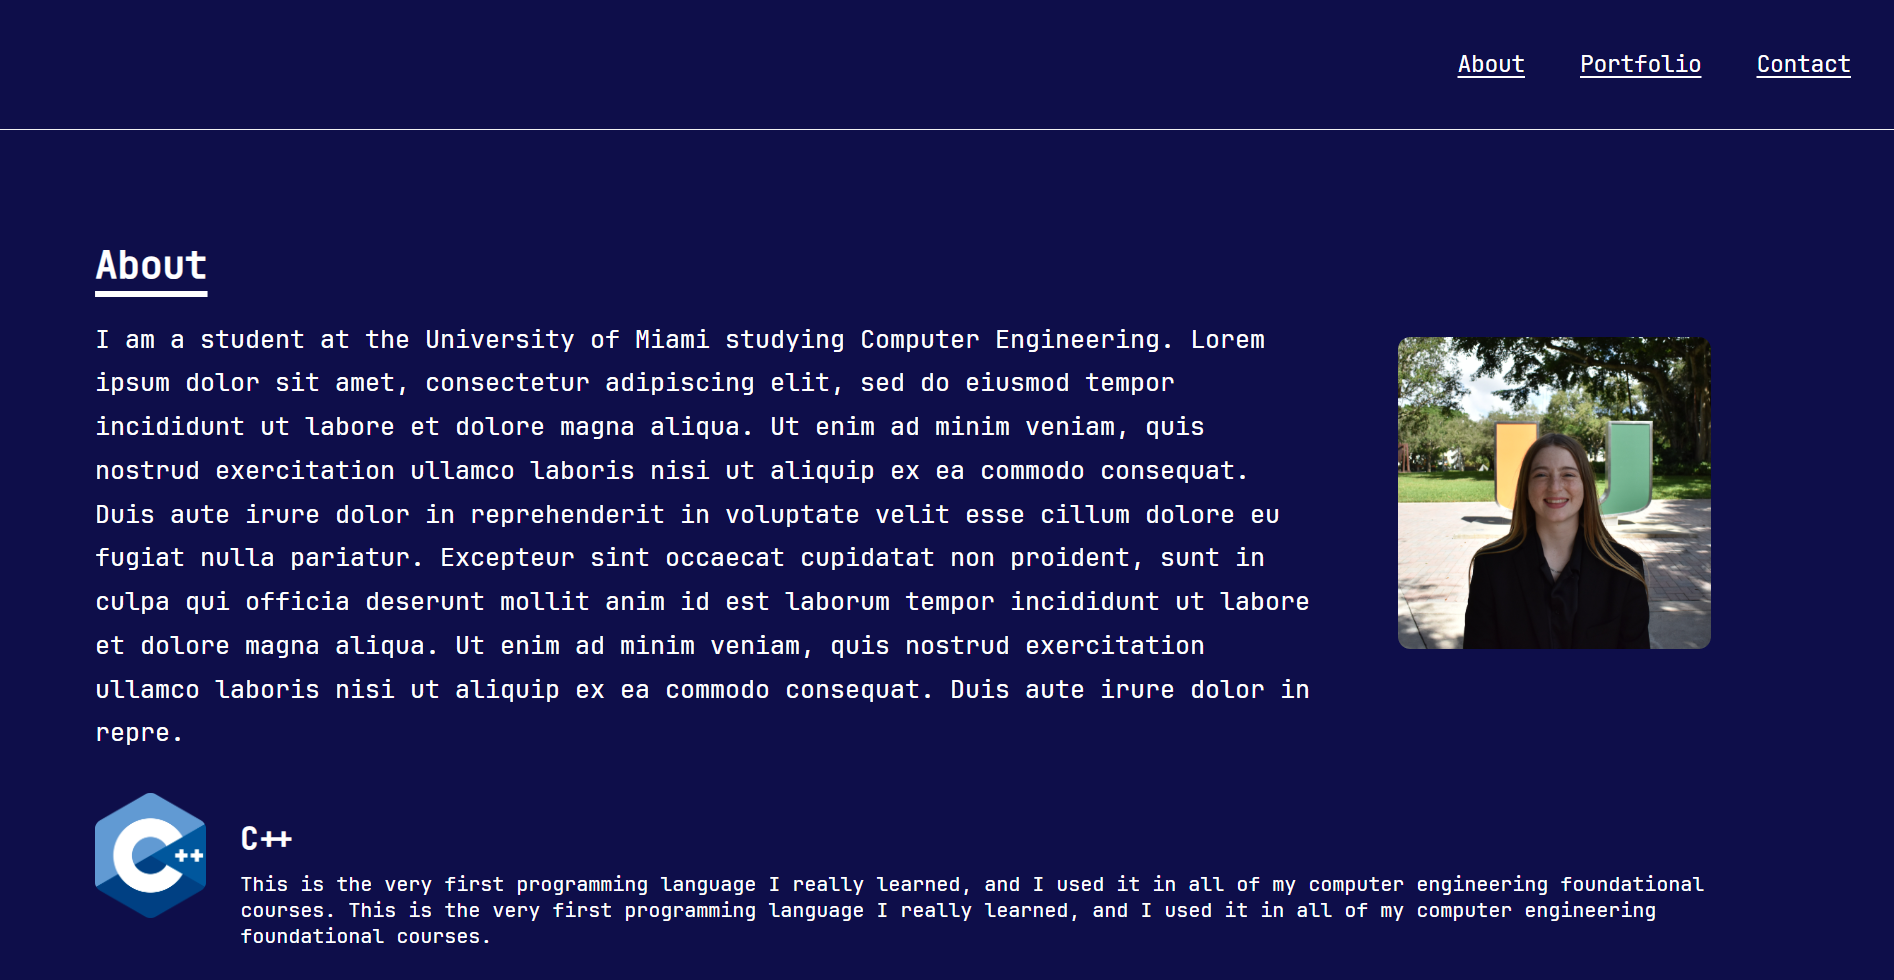 About Portfolio Contact
About
I am a student at the University of Miami studying Computer Engineering. Lorem
ipsum dolor sit amet, consectetur adipiscing elit, sed do eiusmod tempor
incididunt ut labore et dolore magna aliqua. Ut enim ad minim veniam, quis
nostrud exercitation ullamco laboris nisi ut aliquip ex ea commodo consequat.
Duis aute irure dolor in reprehenderit in voluptate velit esse cillum dolore eu
fugiat nulla pariatur. Excepteur sint occaecat cupidatat non proident, sunt in
culpa qui officia deserunt mollit anim id est laborum tempor incididunt ut labore
et dolore magna aliqua. Ut enim ad minim veniam, quis nostrud exercitation
ullamco laboris nisi ut aliquip ex ea commodo consequat. Duis aute irure dolor in
repre.
C++
C++
This is the very first programming language I really learned, and I used it in all of my computer engineering foundational
courses. This is the very first programming language I really learned, and I used it in all of my computer engineering
foundational courses.